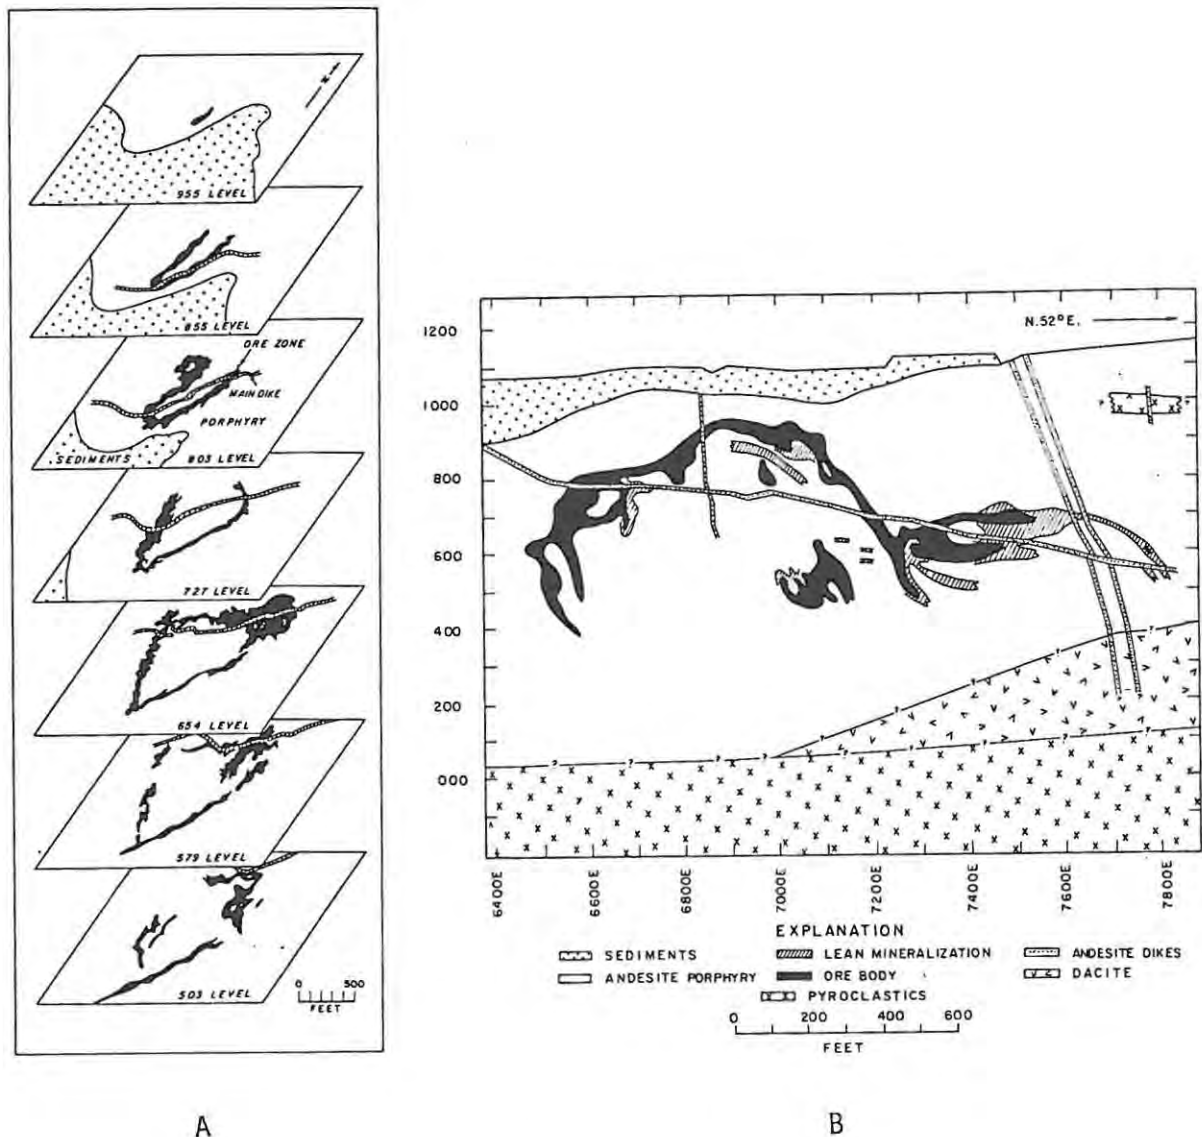 N
955 LEVEL
855 LEVEL
ORE ZONE
MAIN DIKE
PORPHYRY
SEDIMENTS
803 LEVEL
727 LEVEL
654 LEVEL
579 LEVEL
503 LEVEL
0 500
FEET
A
N.52°E.
1200
1000
800
600
400
200
000
6400E
6600E
6800E
7000E
7200E
7400E
7600E
7800E
EXPLANATION
SEDIMENTS
LEAN MINERALIZATION
ANDESITE DIKES
ANDESITE PORPHYRY
ORE BODY
DACITE
PYROCLASTICS
0 200 400 600
FEET
B